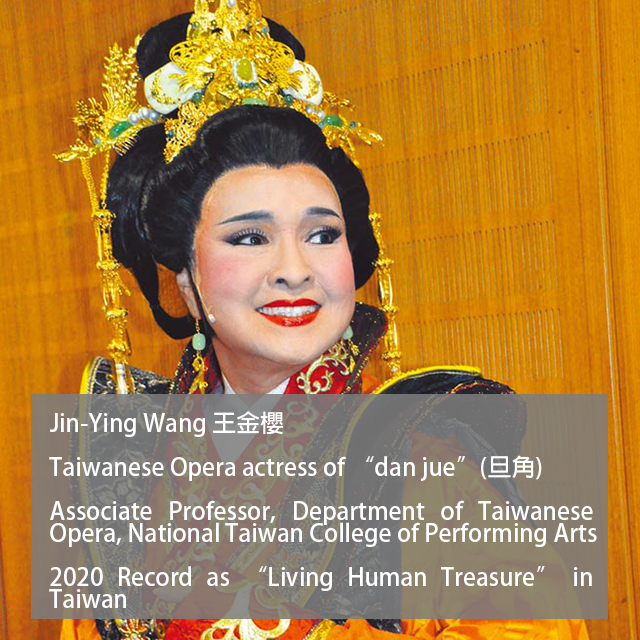 Jin-Ying Wang 王金櫻
Taiwanese Opera actress of “dan jue” (旦角)
Associate Professor, Department of Taiwanese
Opera, National Taiwan College of Performing Arts
2020 Record as “Living Human Treasure” in
Taiwan